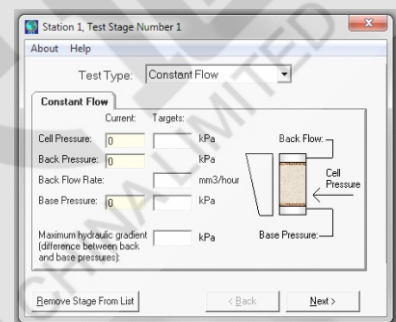 Station 1, Test Stage Number 1
About Help
Test Type: Constant Flow
Constant Flow
Current: Targets:
Cell Pressure: 0 kPa
Back Pressure: 0 kPa
Back Flow Rate: mm3/hour
Base Pressure: 0 kPa
Maximum hydraulic gradient
(difference between back
and base pressures): kPa
Back Flow:
Cell
Pressure
Base Pressure:
Remove Stage From List < Back Next >
CHINA LIMITED